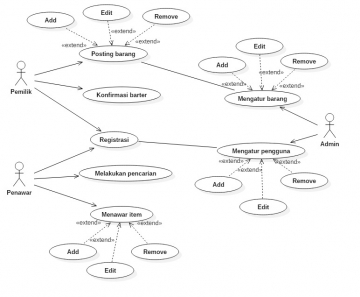 Edit
Add
Remove
«extend»
«extend»
«extend»
Posting barang
Edit
Add
Remove
«extend»
«extend»
«extend»
Pemilik
Konfirmasi barter
Mengatur barang
Registrasi
Admin
Mengatur pengguna
«extend»
«extend»
«extend»
Melakukan pencarian
Add
Remove
Penawar
Edit
Menawar item
«extend»
«extend»
«extend»
Add
Remove
Edit